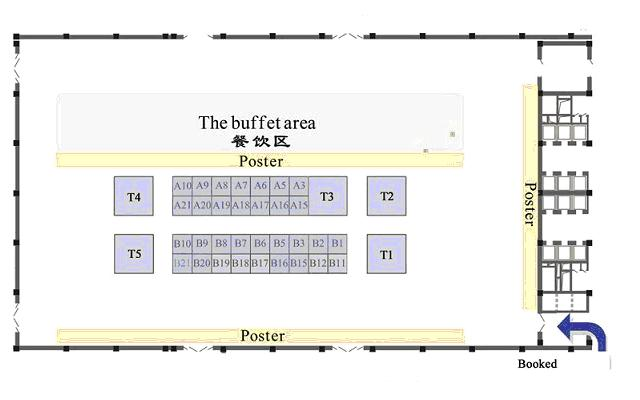 The buffet area
餐饮区
Poster
T4
A10 A9 A8 A7 A6 A5 A3
A21 A20 A19 A18 A17 A16 A15
T3
T2
Poster
T5
B10 B9 B8 B7 B6 B5 B3 B2 B1
B21 B20 B19 B18 B17 B16 B15 B12 B11
T1
Poster
Booked